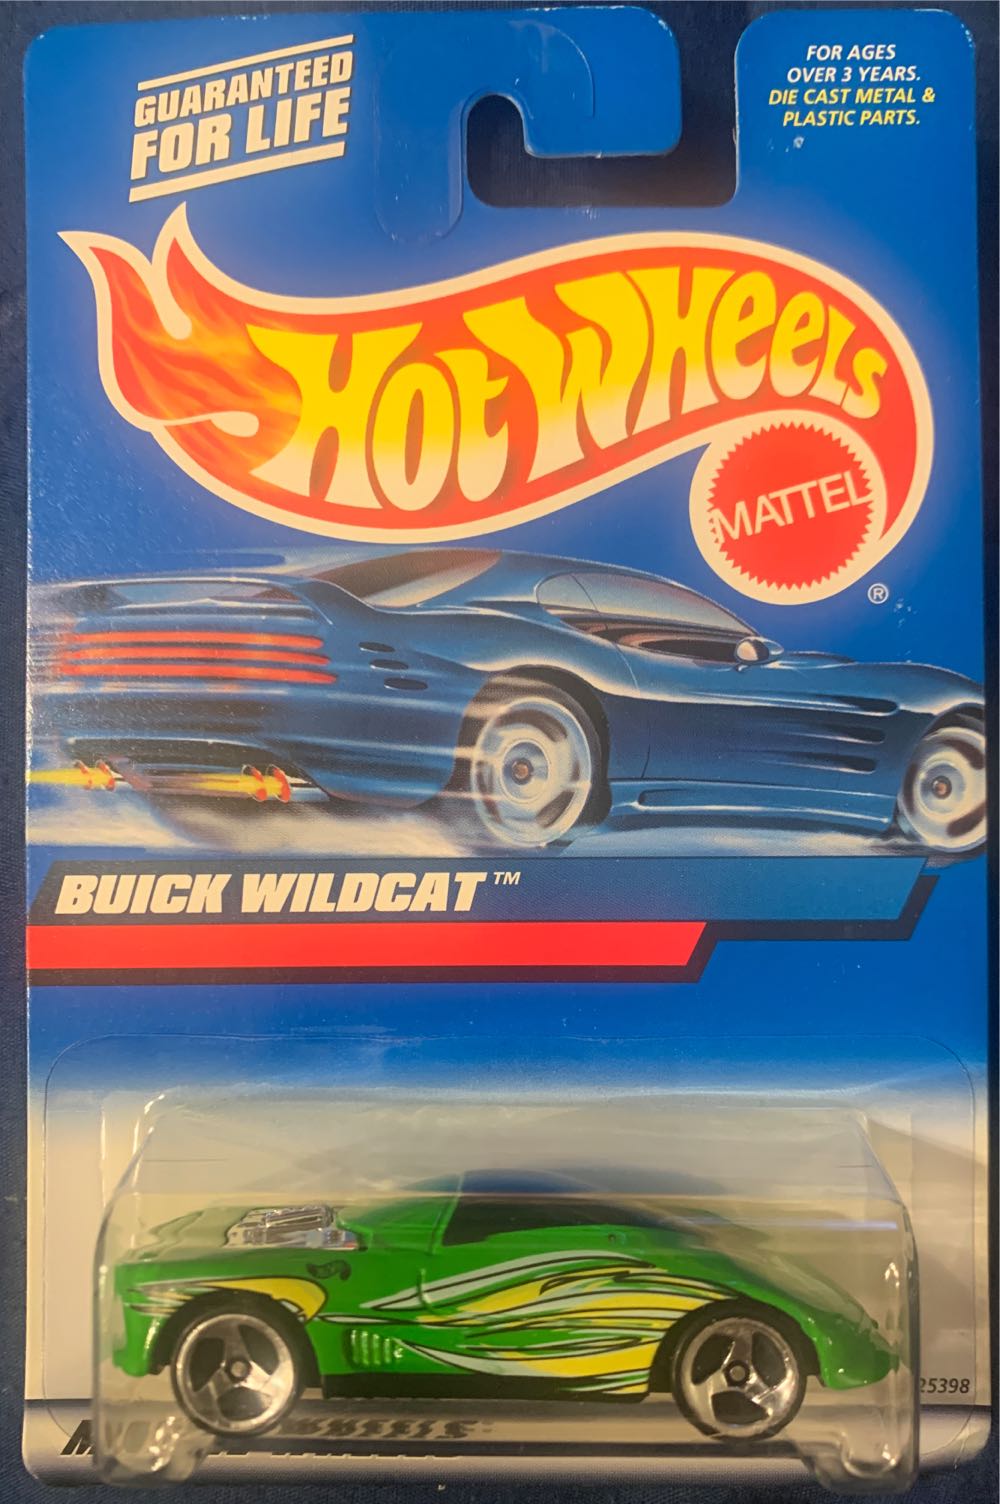 GUARANTEED
FOR LIFE
FOR AGES
OVER 3 YEARS.
DIE CAST METAL &
PLASTIC PARTS.
HOT WHEELS
MATTEL
®
BUICK WILDCAT™
25398
WHEELS